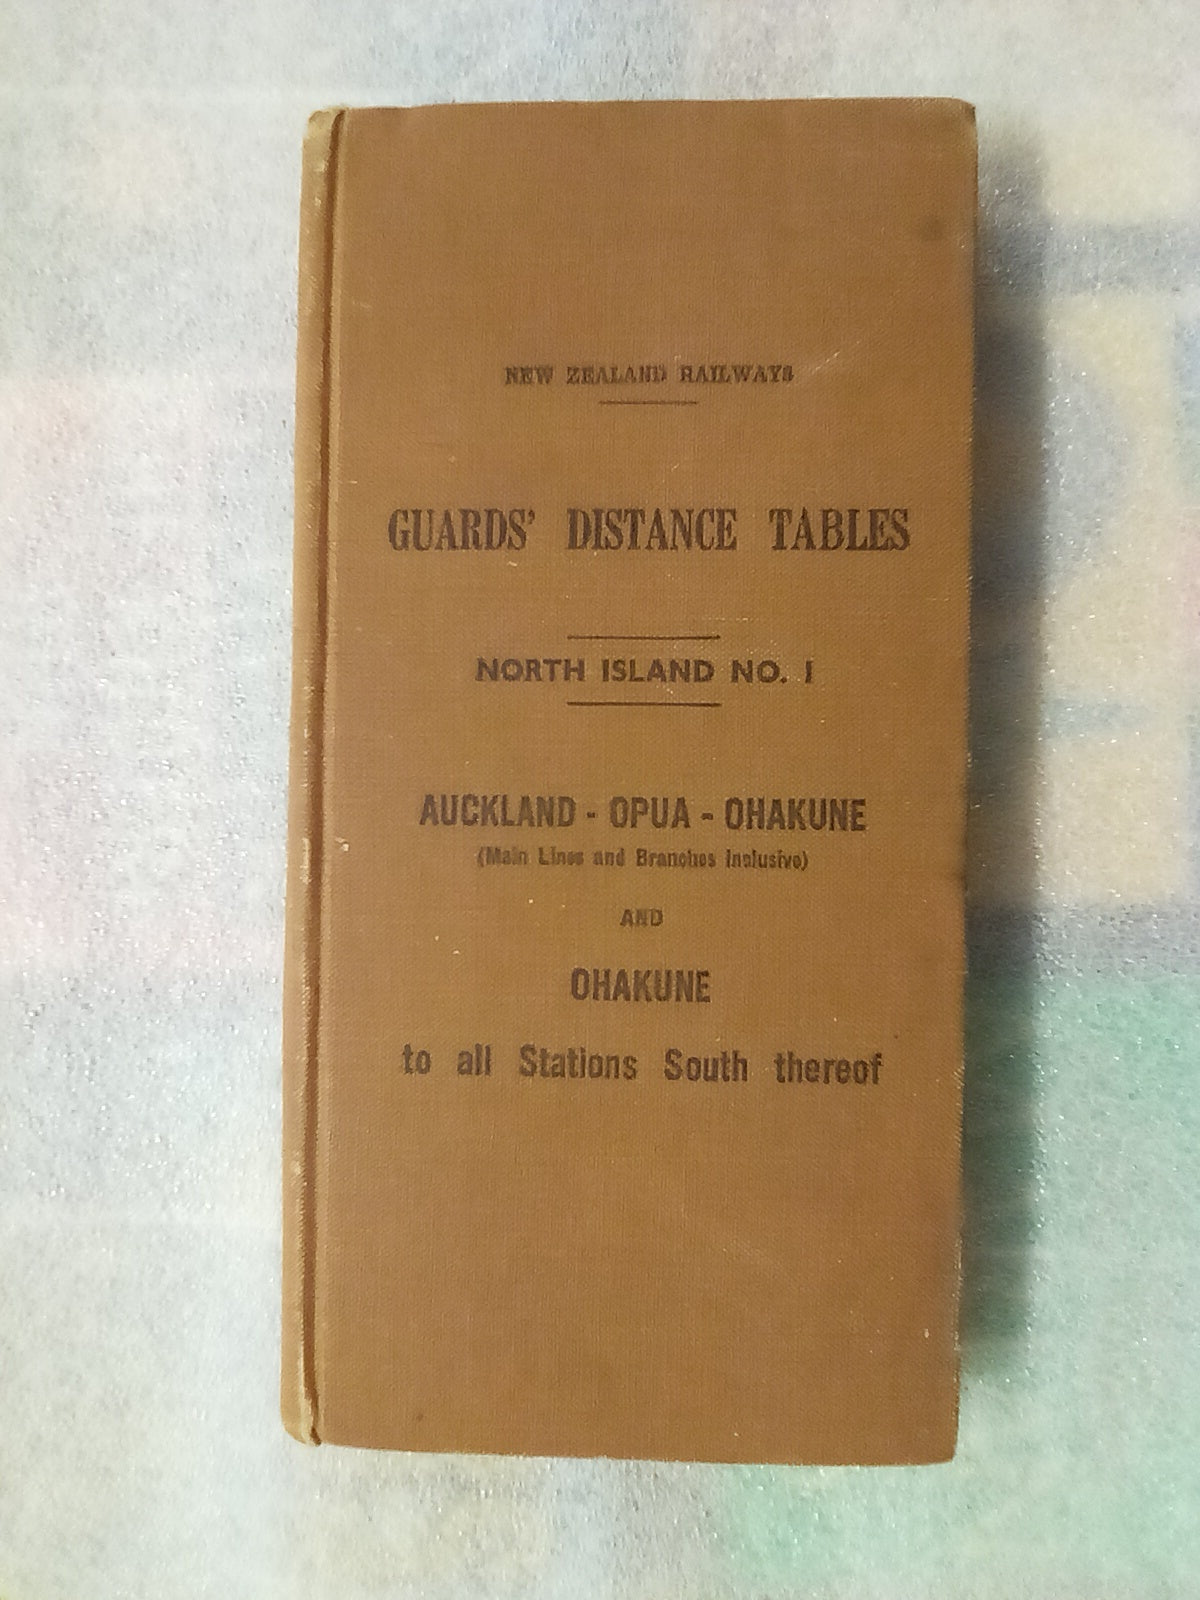 NEW ZEALAND RAILWAYS
GUARDS' DISTANCE TABLES
NORTH ISLAND NO. 1
AUCKLAND - OPUA - OHAKUNE
(Main Lines and Branches Inclusive)
AND
OHAKUNE
to all Stations South thereof